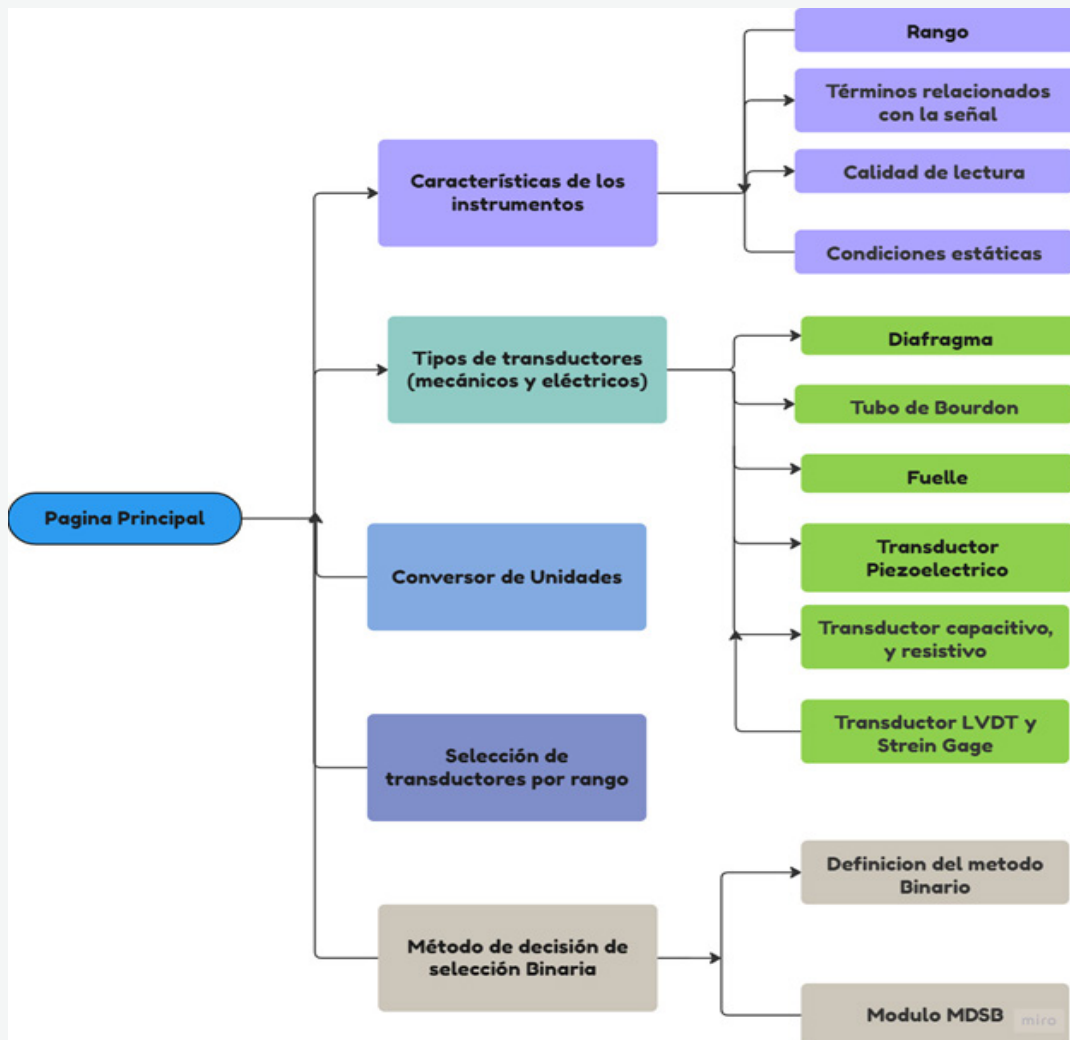 Rango
Términos relacionados
con la señal
Características de los
instrumentos
Calidad de lectura
Condiciones estáticas
Tipos de transductores
(mecánicos y eléctricos)
Diafragma
Tubo de Bourdon
Fuelle
Pagina Principal
Transductor
Piezoelectrico
Conversor de Unidades
Transductor capacitivo,
y resistivo
Transductor LVDT y
Strein Gage
Selección de
transductores por rango
Definicion del metodo
Binario
Método de decisión de
selección Binaria
Modulo MDSB
miro